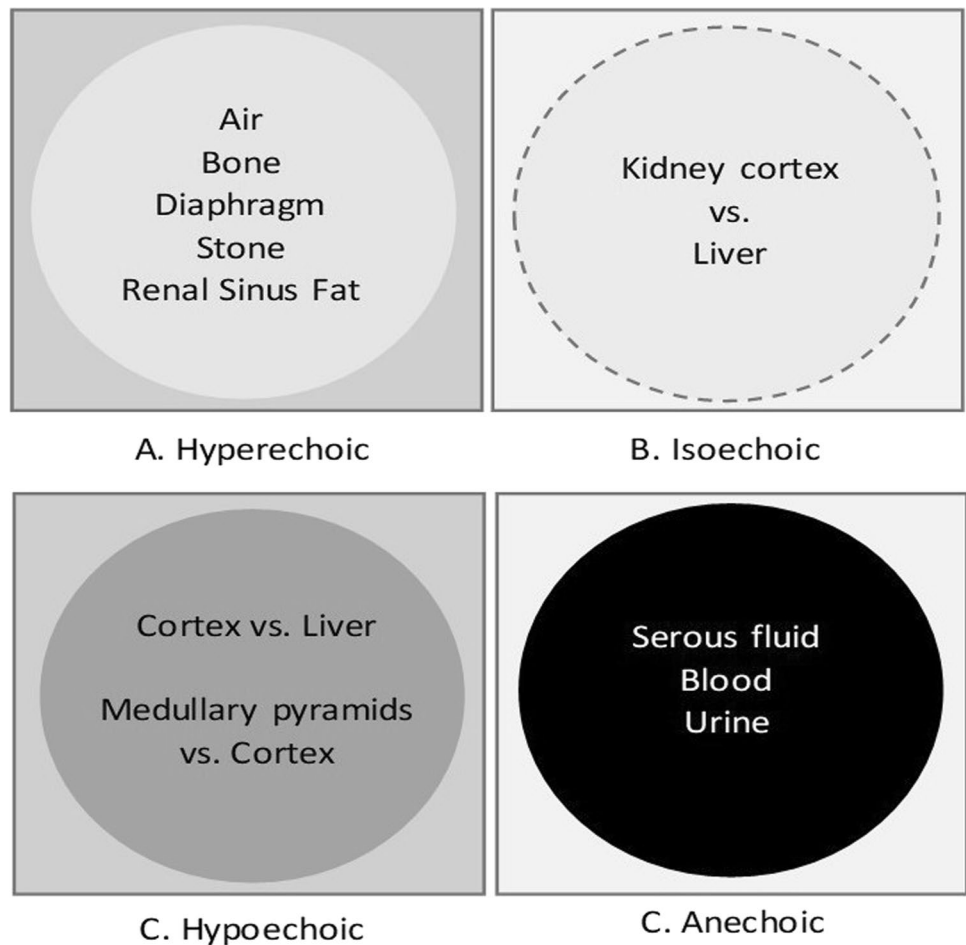 Air
Bone
Diaphragm
Stone
Renal Sinus Fat
A. Hyperechoic
Kidney cortex
vs.
Liver
B. Isoechoic
Cortex vs. Liver
Medullary pyramids
vs. Cortex
C. Hypoechoic
Serous fluid
Blood
Urine
C. Anechoic